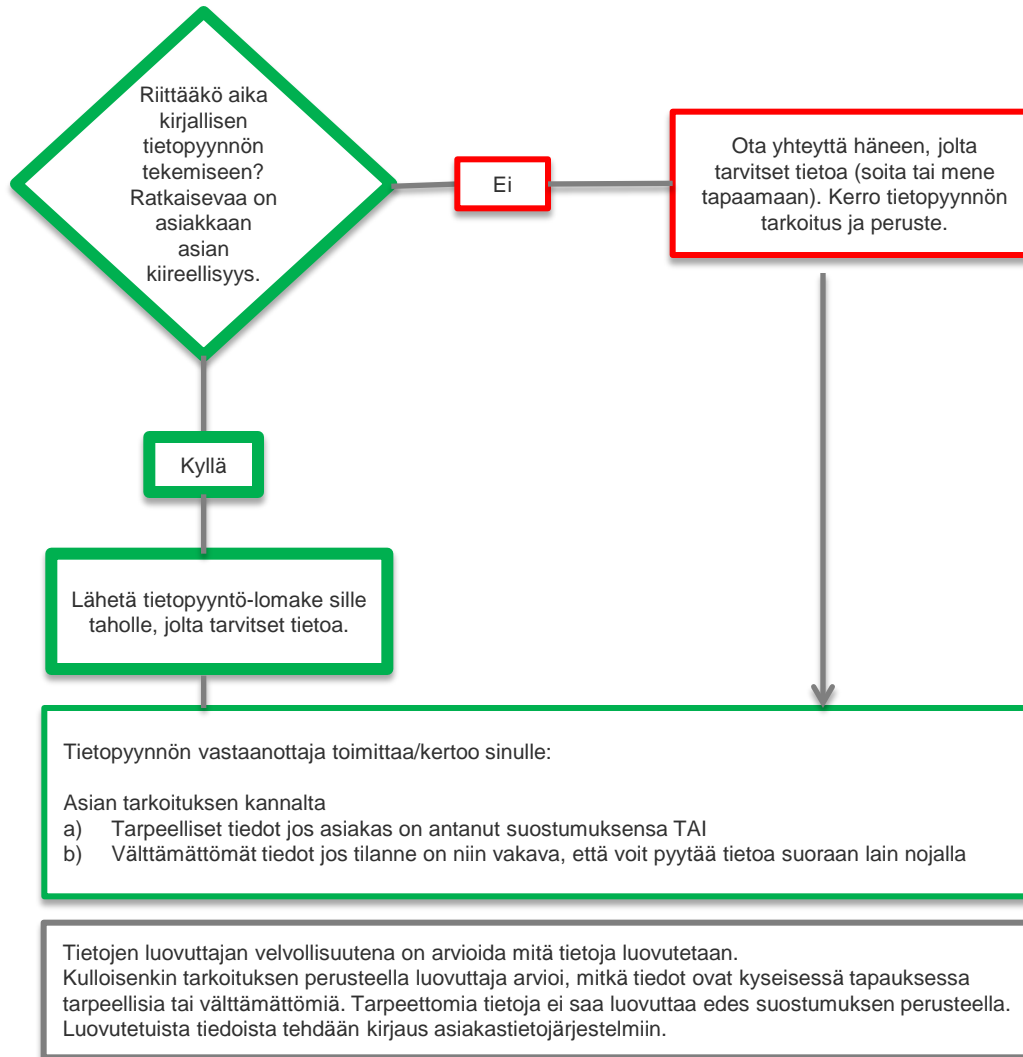 Riittääkö aika
kirjallisen
tietopyynnön
tekemiseen?
Ratkaisevaa on
asiakkaan
asian
kiireellisyys.
Ei
Ota yhteyttä häneen, jolta
tarvitset tietoa (soita tai mene
tapaamaan). Kerro tietopyynnön
tarkoitus ja peruste.
Kyllä
Lähetä tietopyyntö-lomake sille
taholle, jolta tarvitset tietoa.
Tietopyynnön vastaanottaja toimittaa/kertoo sinulle:
Asian tarkoituksen kannalta
a) Tarpeelliset tiedot jos asiakas on antanut suostumuksensa TAI
b) Välttämättömät tiedot jos tilanne on niin vakava, että voit pyytää tietoa suoraan lain nojalla
Tietojen luovuttajan velvollisuutena on arvioida mitä tietoja luovutetaan.
Kulloisenkin tarkoituksen perusteella luovuttaja arvioi, mitkä tiedot ovat kyseisessä tapauksessa
tarpeellisia tai välttämättömiä. Tarpeettomia tietoja ei saa luovuttaa edes suostumuksen perusteella.
Luovutetuista tiedoista tehdään kirjaus asiakastietojärjestelmiin.